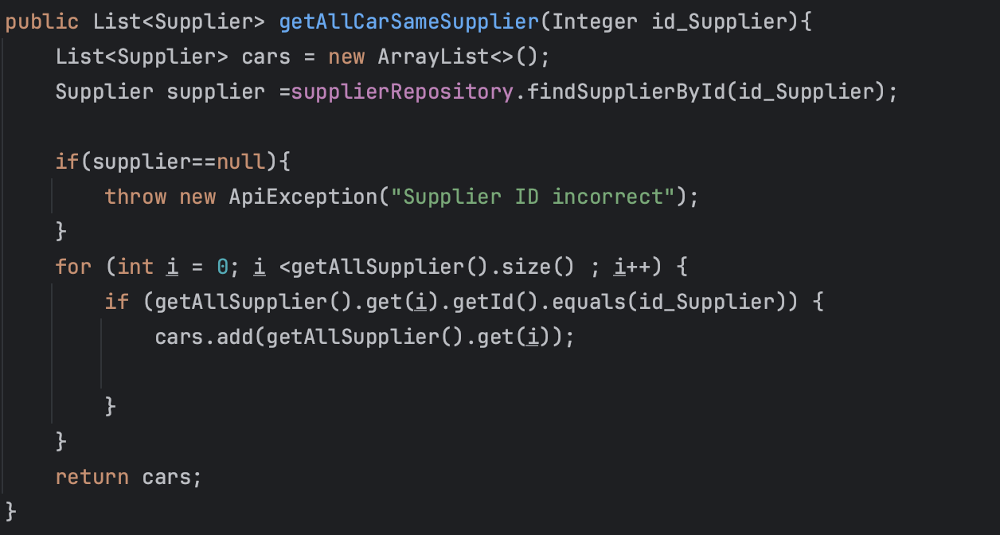 public List<Supplier> getAllCarSameSupplier(Integer id_Supplier){
    List<Supplier> cars = new ArrayList<>();
    Supplier supplier =supplierRepository.findSupplierById(id_Supplier);

    if(supplier==null){
        throw new ApiException("Supplier ID incorrect");
    }
    for (int i = 0; i <getAllSupplier().size() ; i++) {
        if (getAllSupplier().get(i).getId().equals(id_Supplier)) {
            cars.add(getAllSupplier().get(i));

        }
    }
    return cars;
}